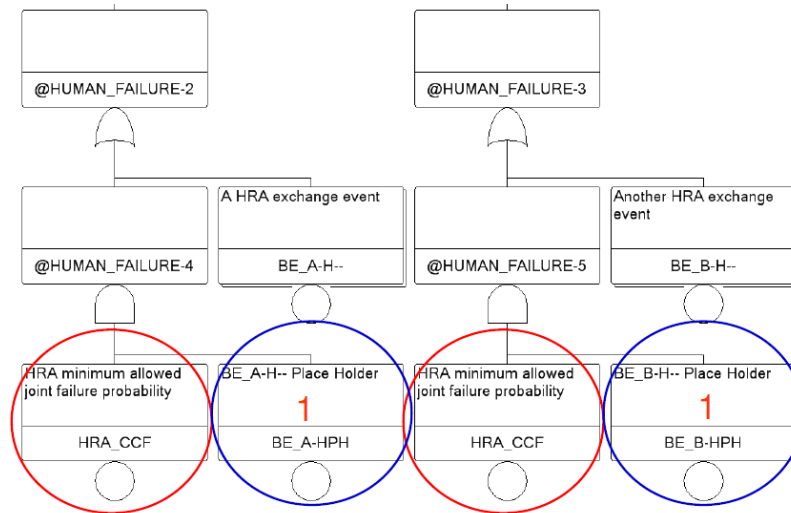 @HUMAN_FAILURE-2
@HUMAN_FAILURE-3
A HRA exchange event
Another HRA exchange
event
@HUMAN_FAILURE-4
BE_A-H--
@HUMAN_FAILURE-5
BE_B-H--
HRA minimum allowed
joint failure probability
BE_A-H-- Place Holder
1
HRA minimum allowed
joint failure probability
BE_B-H-- Place Holder
1
HRA_CCF
BE_A-HPH
HRA_CCF
BE_B-HPH